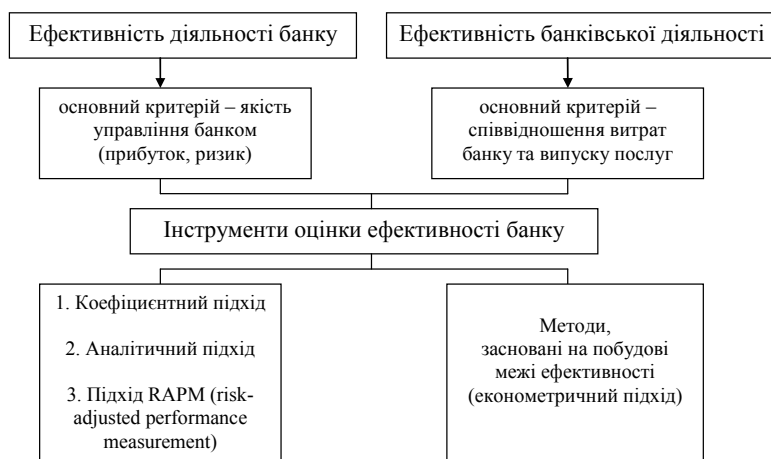 Ефективність діяльності банку
Ефективність банківської діяльності
основний критерій – якість
управління банком
(прибуток, ризик)
основний критерій –
співвідношення витрат
банку та випуску послуг
Інструменти оцінки ефективності банку
1. Коефіцієнтний підхід
2. Аналітичний підхід
3. Підхід RAPM (risk-
adjusted performance
measurement)
Методи,
засновані на побудові
межі ефективності
(економетричний підхід)